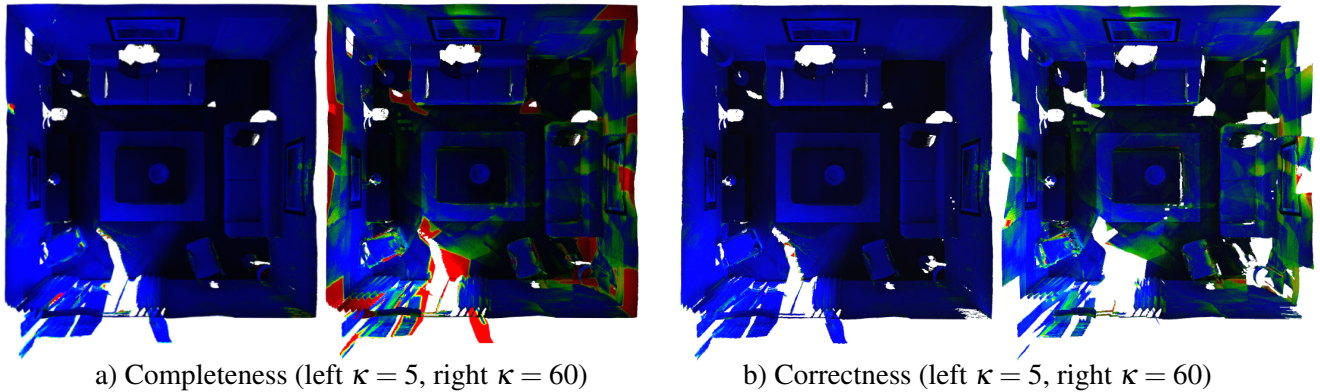 a) Completeness (left κ = 5, right κ = 60)
b) Correctness (left κ = 5, right κ = 60)